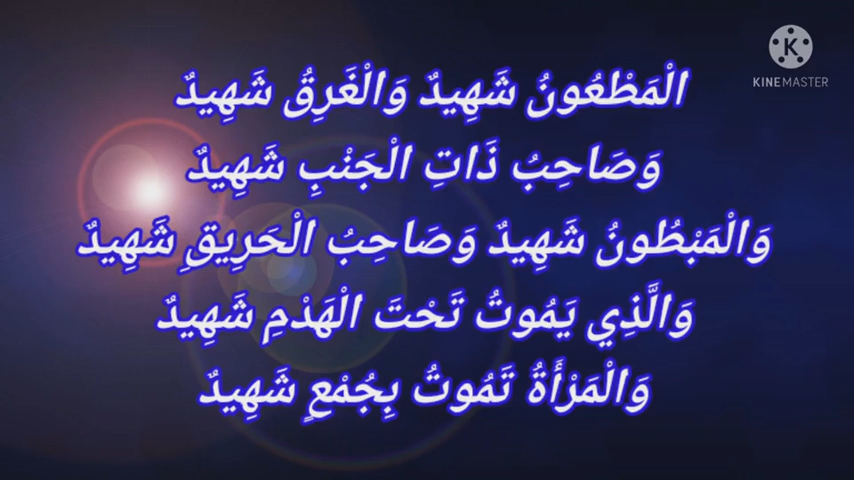 الْمَطْعُونُ شَهِيدٌ وَالْغَرِقُ شَهِيدٌ
KINEMASTER
وَصَاحِبُ ذَاتِ الْجَنْبِ شَهِيدٌ
وَالْمَبْطُونُ شَهِيدٌ وَصَاحِبُ الْحَرِيقِ شَهِيدٌ
وَالَّذِي يَمُوتُ تَحْتَ الْهَدْمِ شَهِيدٌ
وَالْمَرْأَةُ تَمُوتُ بِجُمْعٍ شَهِيدٌ